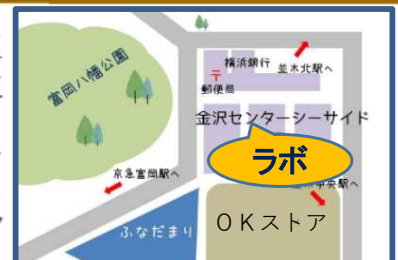 富岡八幡公園
横浜銀行
並木北駅へ
〒
郵便局
金沢センターシーサイド
ラボ
京急富岡駅へ
中央駅へ
ふなだまり
OKストア